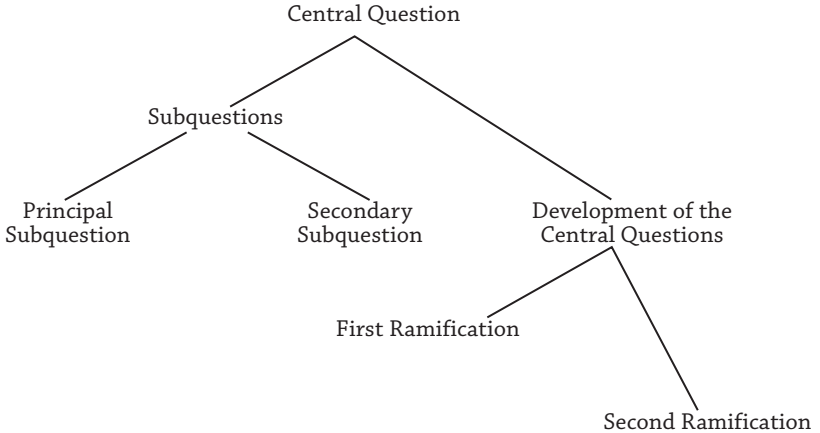 Central Question
Subquestions
Principal
Subquestion
Secondary
Subquestion
Development of the
Central Questions
First Ramification
Second Ramification